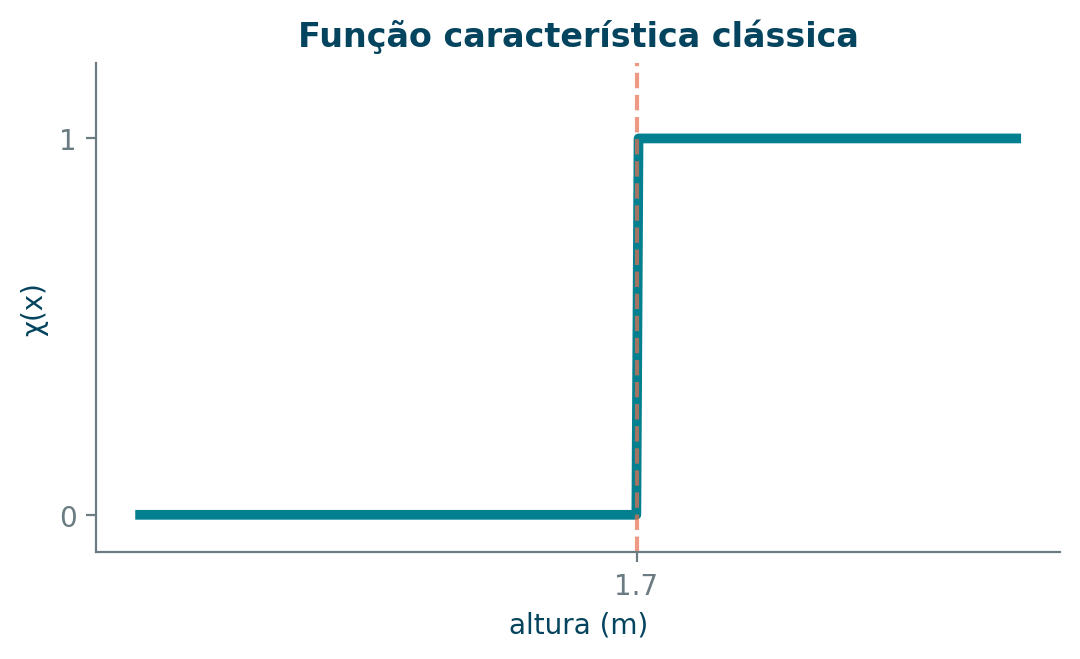 Função característica clássica
1
χ(x)
0
1.7
altura (m)